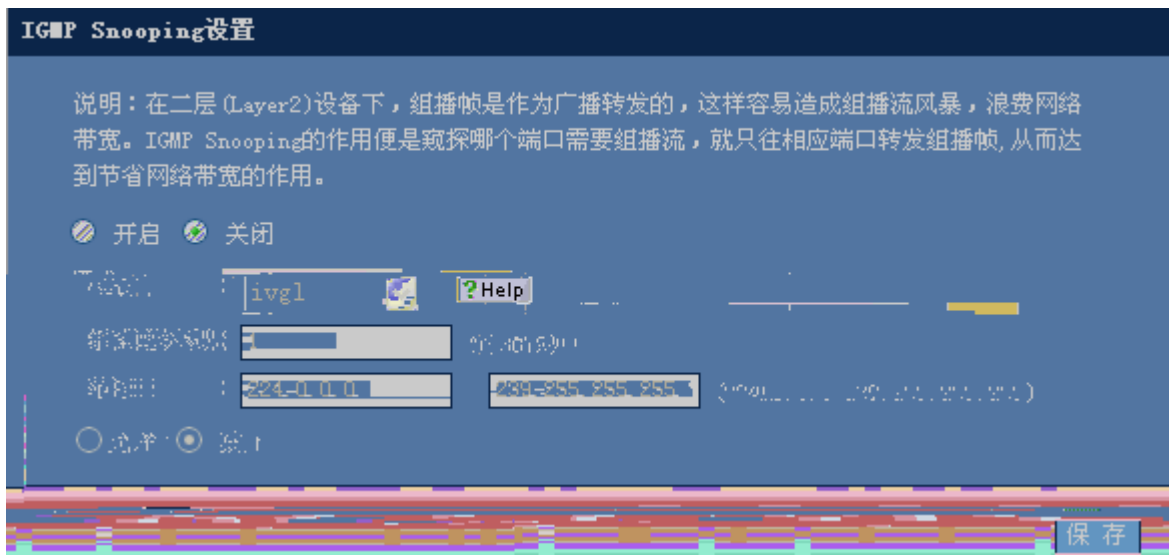 IGMP Snooping设置
说明：在二层(Layer2)设备下，组播帧是作为广播转发的，这样容易造成组播流风暴，浪费网络
带宽。IGMP Snooping的作用便是窥探哪个端口需要组播流，就只往相应端口转发组播帧,从而达
到节省网络带宽的作用。
开启 关闭
ivgl Help
224.0.0.0 239.255.255.255
保存